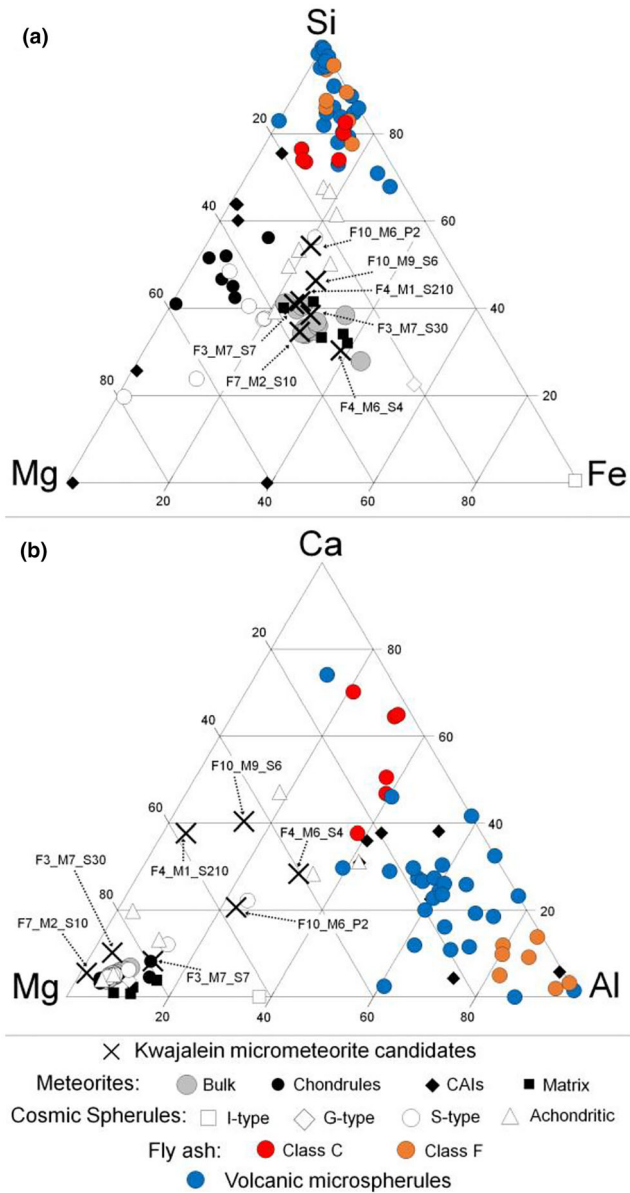 (a)
Si
20
80
40
60
F10_M6_P2
F10_M9_S6
F4_M1_S210
60
40
F3_M7_S7
F3_M7_S30
F7_M2_S10
80
F4_M6_S4
20
Mg
Fe
20
40
60
80
(b)
Ca
20
80
40
60
F10_M9_S6
60
40
F4_M6_S4
F3_M7_S30
F4_M1_S210
80
20
F7_M2_S10
F10_M6_P2
F3_M7_S7
Mg
Al
20
40
60
80
Kwajalein micrometeorite candidates
Meteorites: Bulk Chondrules CAIs Matrix
Cosmic Spherules: I-type G-type S-type Achondritic
Fly ash: Class C Class F
Volcanic microspherules